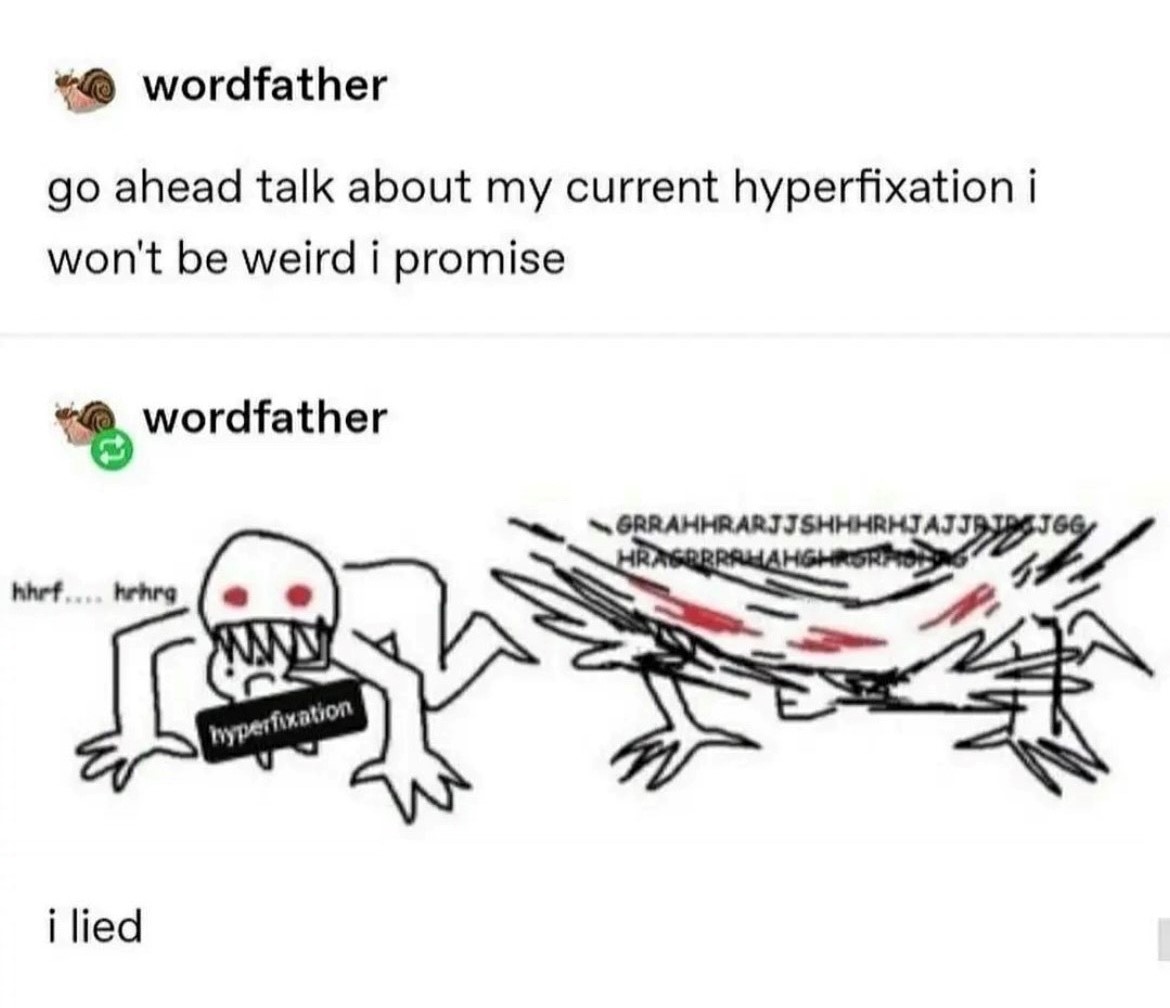 wordfather
go ahead talk about my current hyperfixation i
won't be weird i promise
wordfather
hhrf.... hrhrg
hyperfixation
i lied